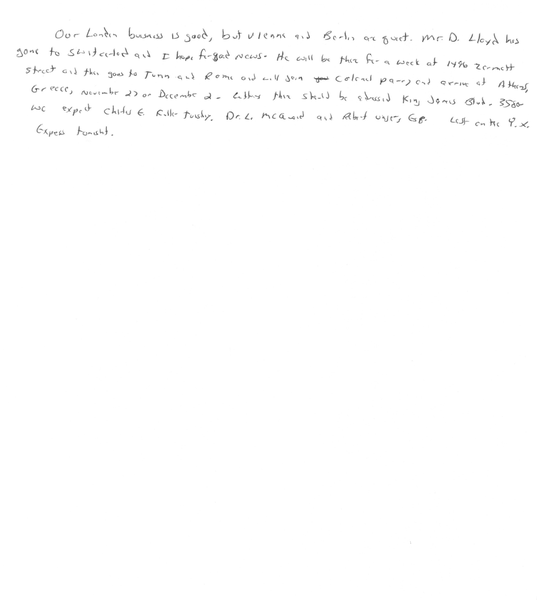 Our London business is good, but Vienna and Berlin are quiet. Mr. D. Lloyd has
gone to Switzerland and I hope for good news. He will be there for a week at 1496 Zermott
street and then goes to Turin and Rome and will join Colonel Parry and arrive at Athens,
Greece, November 27 or December 2. Letters there should be addressed King James Blvd. 3580
We expect Charles E. Fuller Tuesday. Dr. L. McQuaid and Robert Unger, Esq. left on the Y.X.
Express tonight.